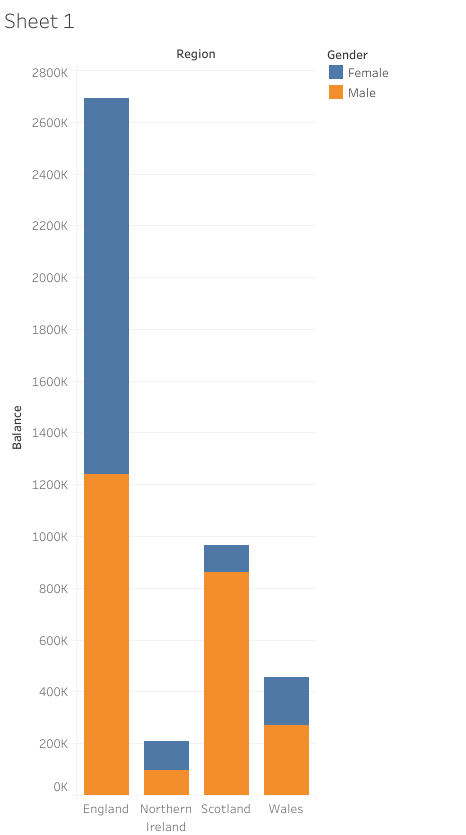 Sheet 1
Region
Gender
Female
Male
2800K
2600K
2400K
2200K
2000K
1800K
1600K
1400K
1200K
1000K
800K
600K
400K
200K
0K
Balance
England
Northern
Ireland
Scotland
Wales